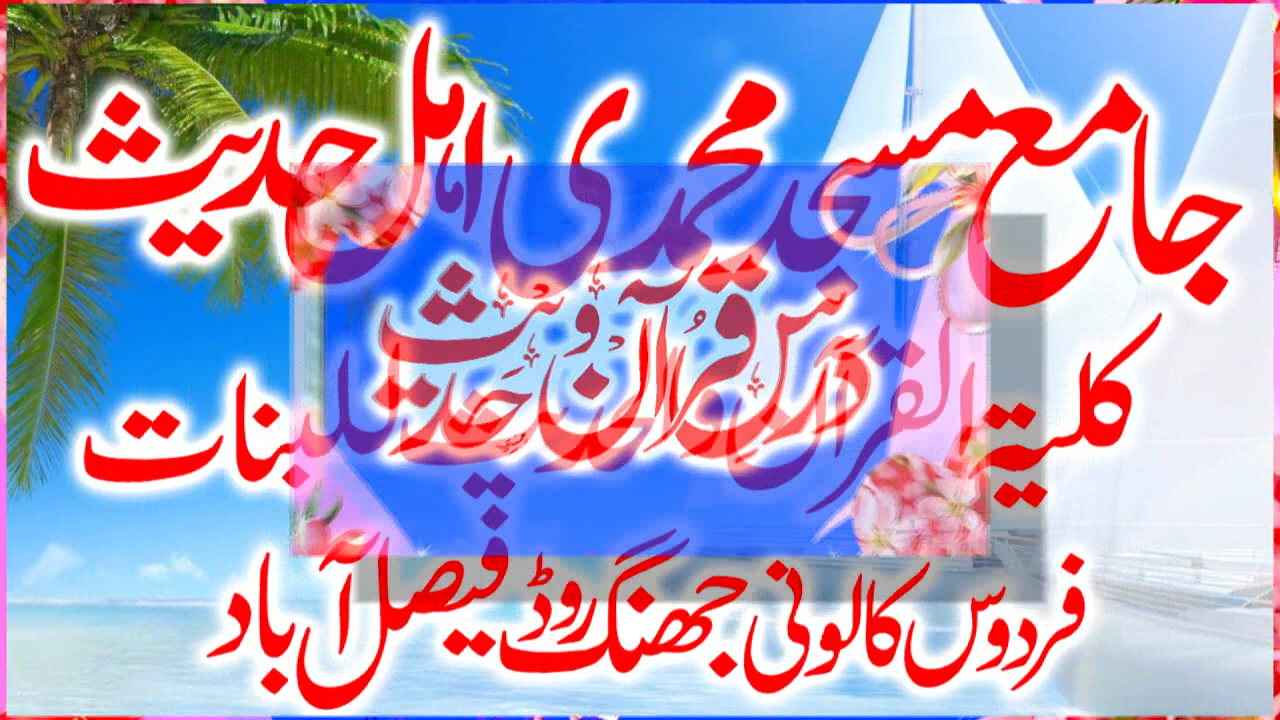 جامع مسجد محمدی اہل حدیث
درس قرآن و حدیث
کلیۃ القرآن والحدیث للبنات
فردوس کالونی جھنگ روڈ فیصل آباد